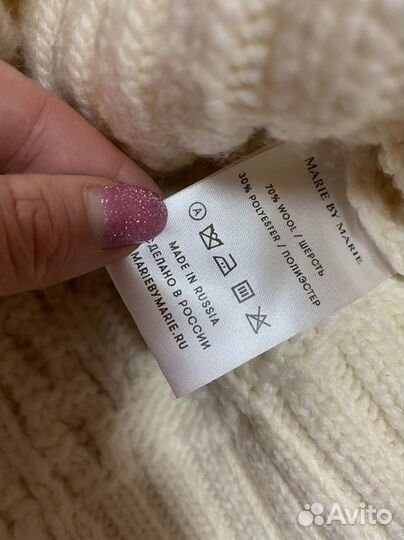 MARIE BY MARIE
70% WOOL / ШЕРСТЬ
30% POLYESTER / ПОЛИЭСТЕР
A
MADE IN RUSSIA
СДЕЛАНО В РОССИИ
MARIEBYMARIE.RU
Avito